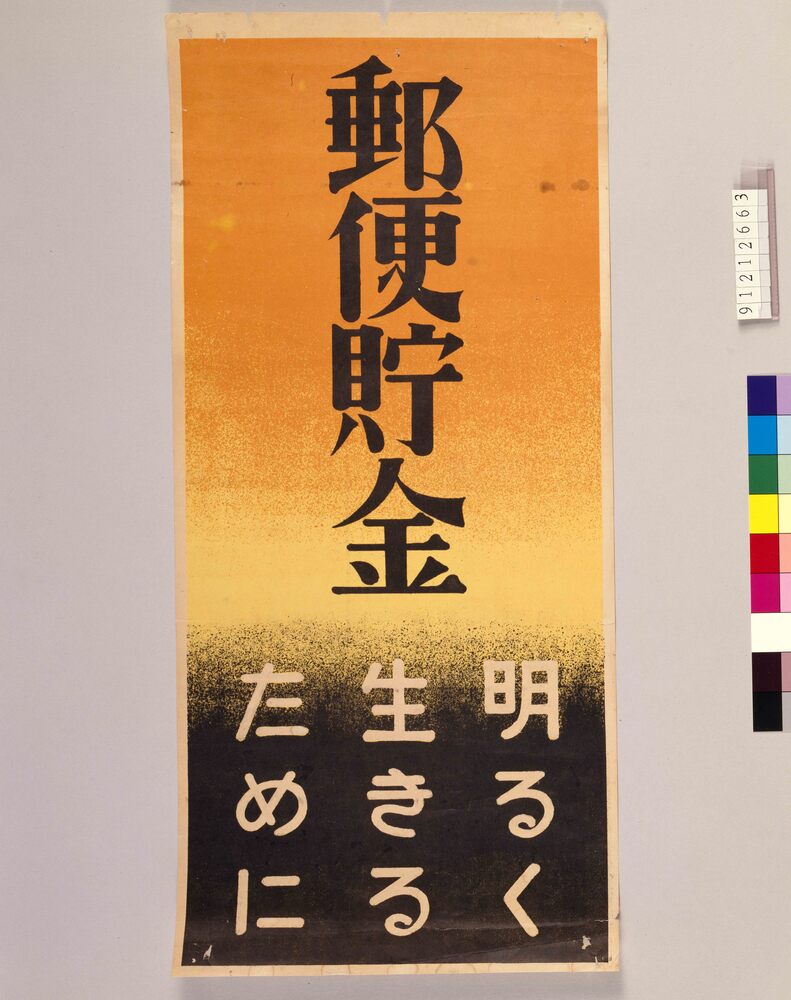 郵便貯金
明るく
生きる
ために
91212663